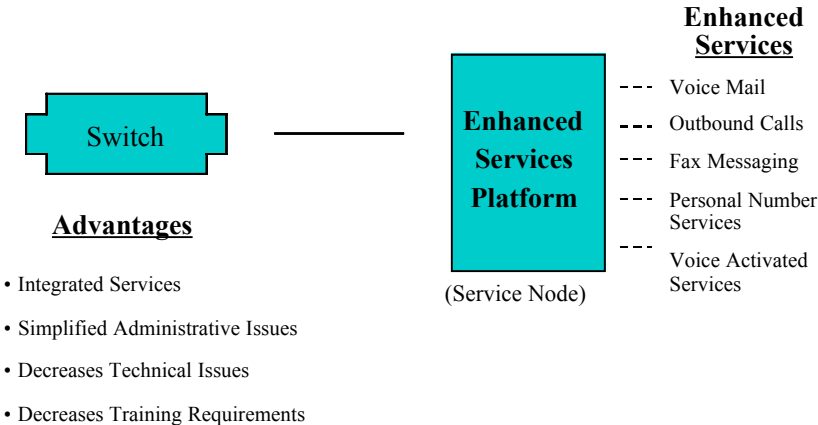 Enhanced
Services
Switch
Enhanced
Services
Platform
(Service Node)
--- Voice Mail
--- Outbound Calls
--- Fax Messaging
--- Personal Number
Services
--- Voice Activated
Services
Advantages
• Integrated Services
• Simplified Administrative Issues
• Decreases Technical Issues
• Decreases Training Requirements